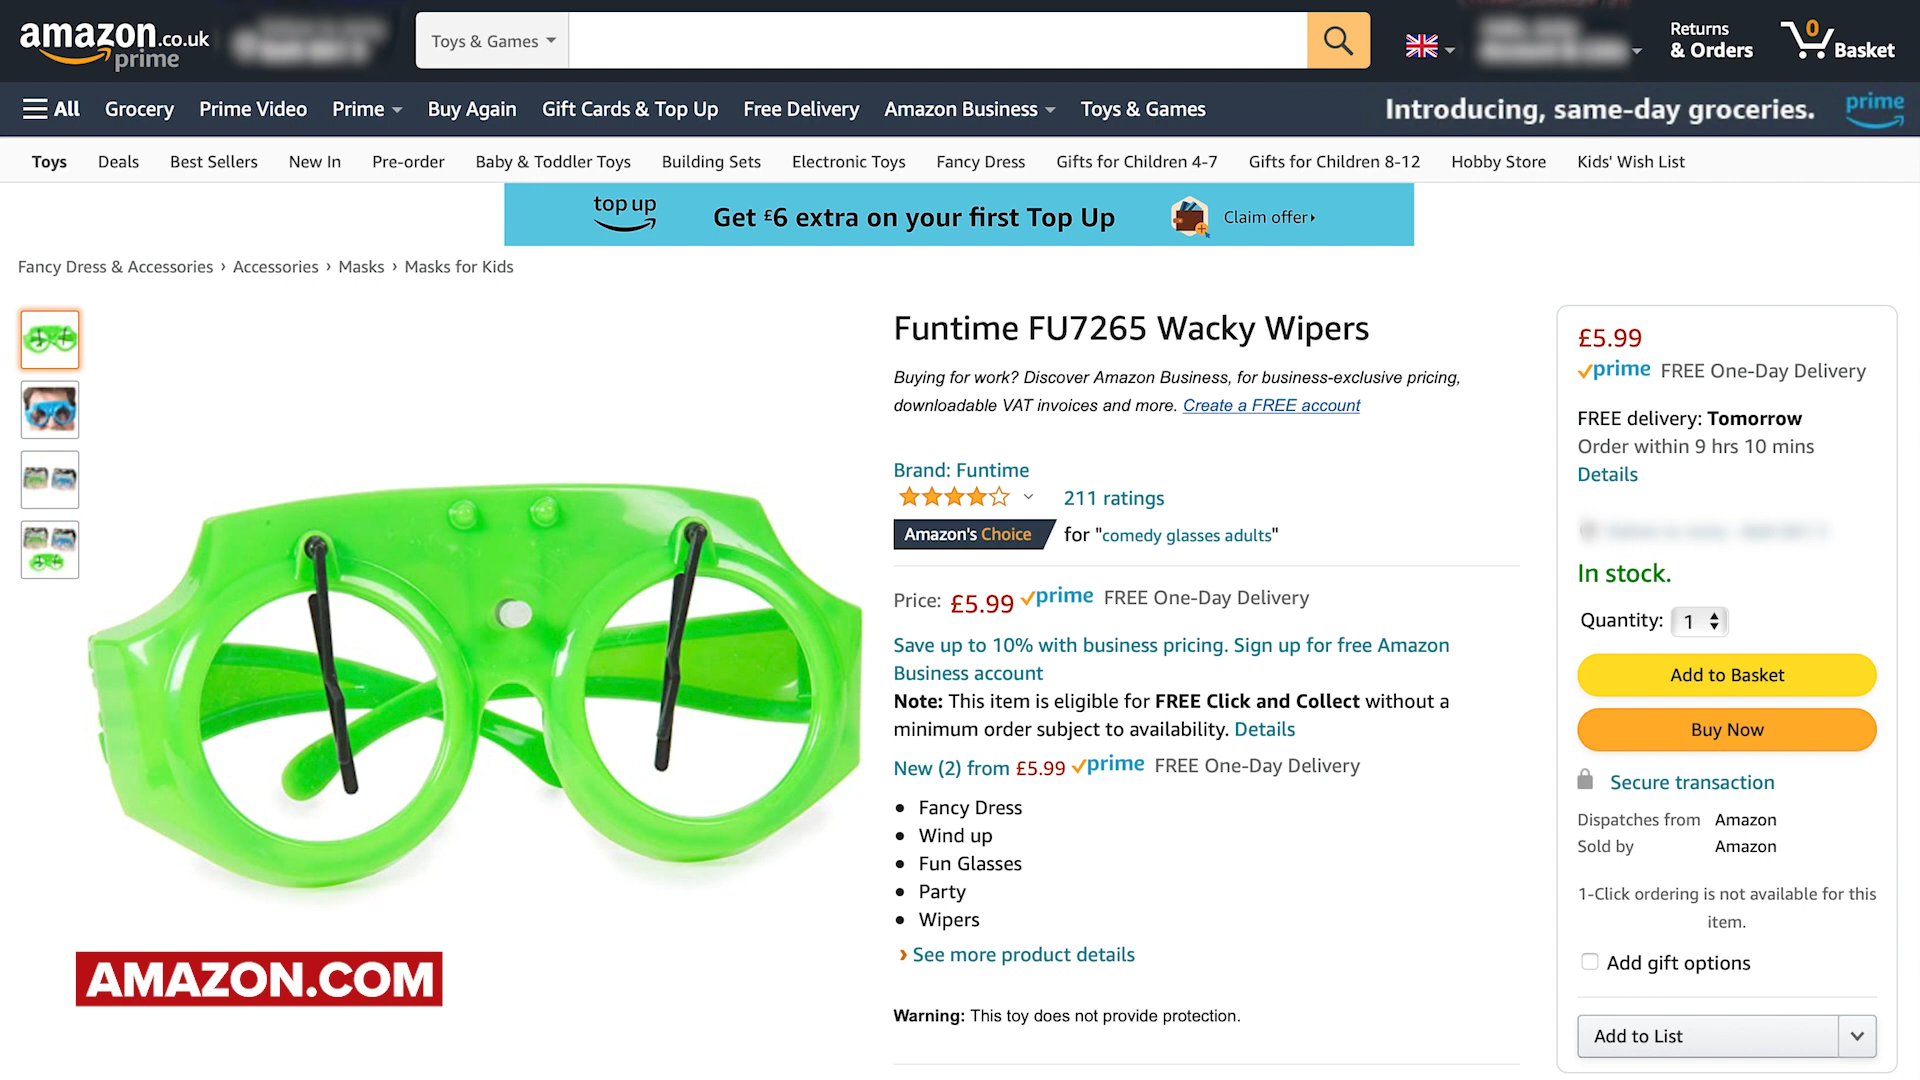 amazon.co.uk
prime
Toys & Games
Returns
& Orders
0
Basket
All
Grocery
Prime Video
Prime
Buy Again
Gift Cards & Top Up
Free Delivery
Amazon Business
Toys & Games
Introducing, same-day groceries.
prime
Toys
Deals
Best Sellers
New In
Pre-order
Baby & Toddler Toys
Building Sets
Electronic Toys
Fancy Dress
Gifts for Children 4-7
Gifts for Children 8-12
Hobby Store
Kids' Wish List
top up
Get £6 extra on your first Top Up
Claim offer
Fancy Dress & Accessories › Accessories › Masks › Masks for Kids
Funtime FU7265 Wacky Wipers
Buying for work? Discover Amazon Business, for business-exclusive pricing,
downloadable VAT invoices and more. Create a FREE account
Brand: Funtime
211 ratings
Amazon's Choice for "comedy glasses adults"
Price: £5.99 prime FREE One-Day Delivery
Save up to 10% with business pricing. Sign up for free Amazon
Business account
Note: This item is eligible for FREE Click and Collect without a
minimum order subject to availability. Details
New (2) from £5.99 prime FREE One-Day Delivery
• Fancy Dress
• Wind up
• Fun Glasses
• Party
• Wipers
› See more product details
Warning: This toy does not provide protection.
£5.99
prime FREE One-Day Delivery
FREE delivery: Tomorrow
Order within 9 hrs 10 mins
Details
In stock.
Quantity: 1
Add to Basket
Buy Now
Secure transaction
Dispatches from Amazon
Sold by Amazon
1-Click ordering is not available for this
item.
Add gift options
Add to List
AMAZON.COM